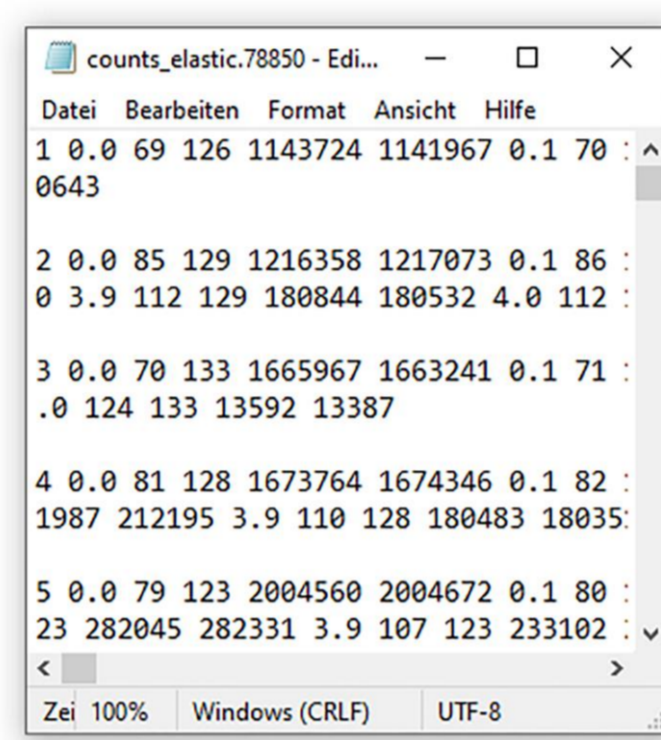 counts_elastic.78850 - Edi...
Datei Bearbeiten Format Ansicht Hilfe
1 0.0 69 126 1143724 1141967 0.1 70
0643
2 0.0 85 129 1216358 1217073 0.1 86
0 3.9 112 129 180844 180532 4.0 112
3 0.0 70 133 1665967 1663241 0.1 71
.0 124 133 13592 13387
4 0.0 81 128 1673764 1674346 0.1 82
1987 212195 3.9 110 128 180483 18035
5 0.0 79 123 2004560 2004672 0.1 80
23 282045 282331 3.9 107 123 233102
Zei 100% Windows (CRLF) UTF-8